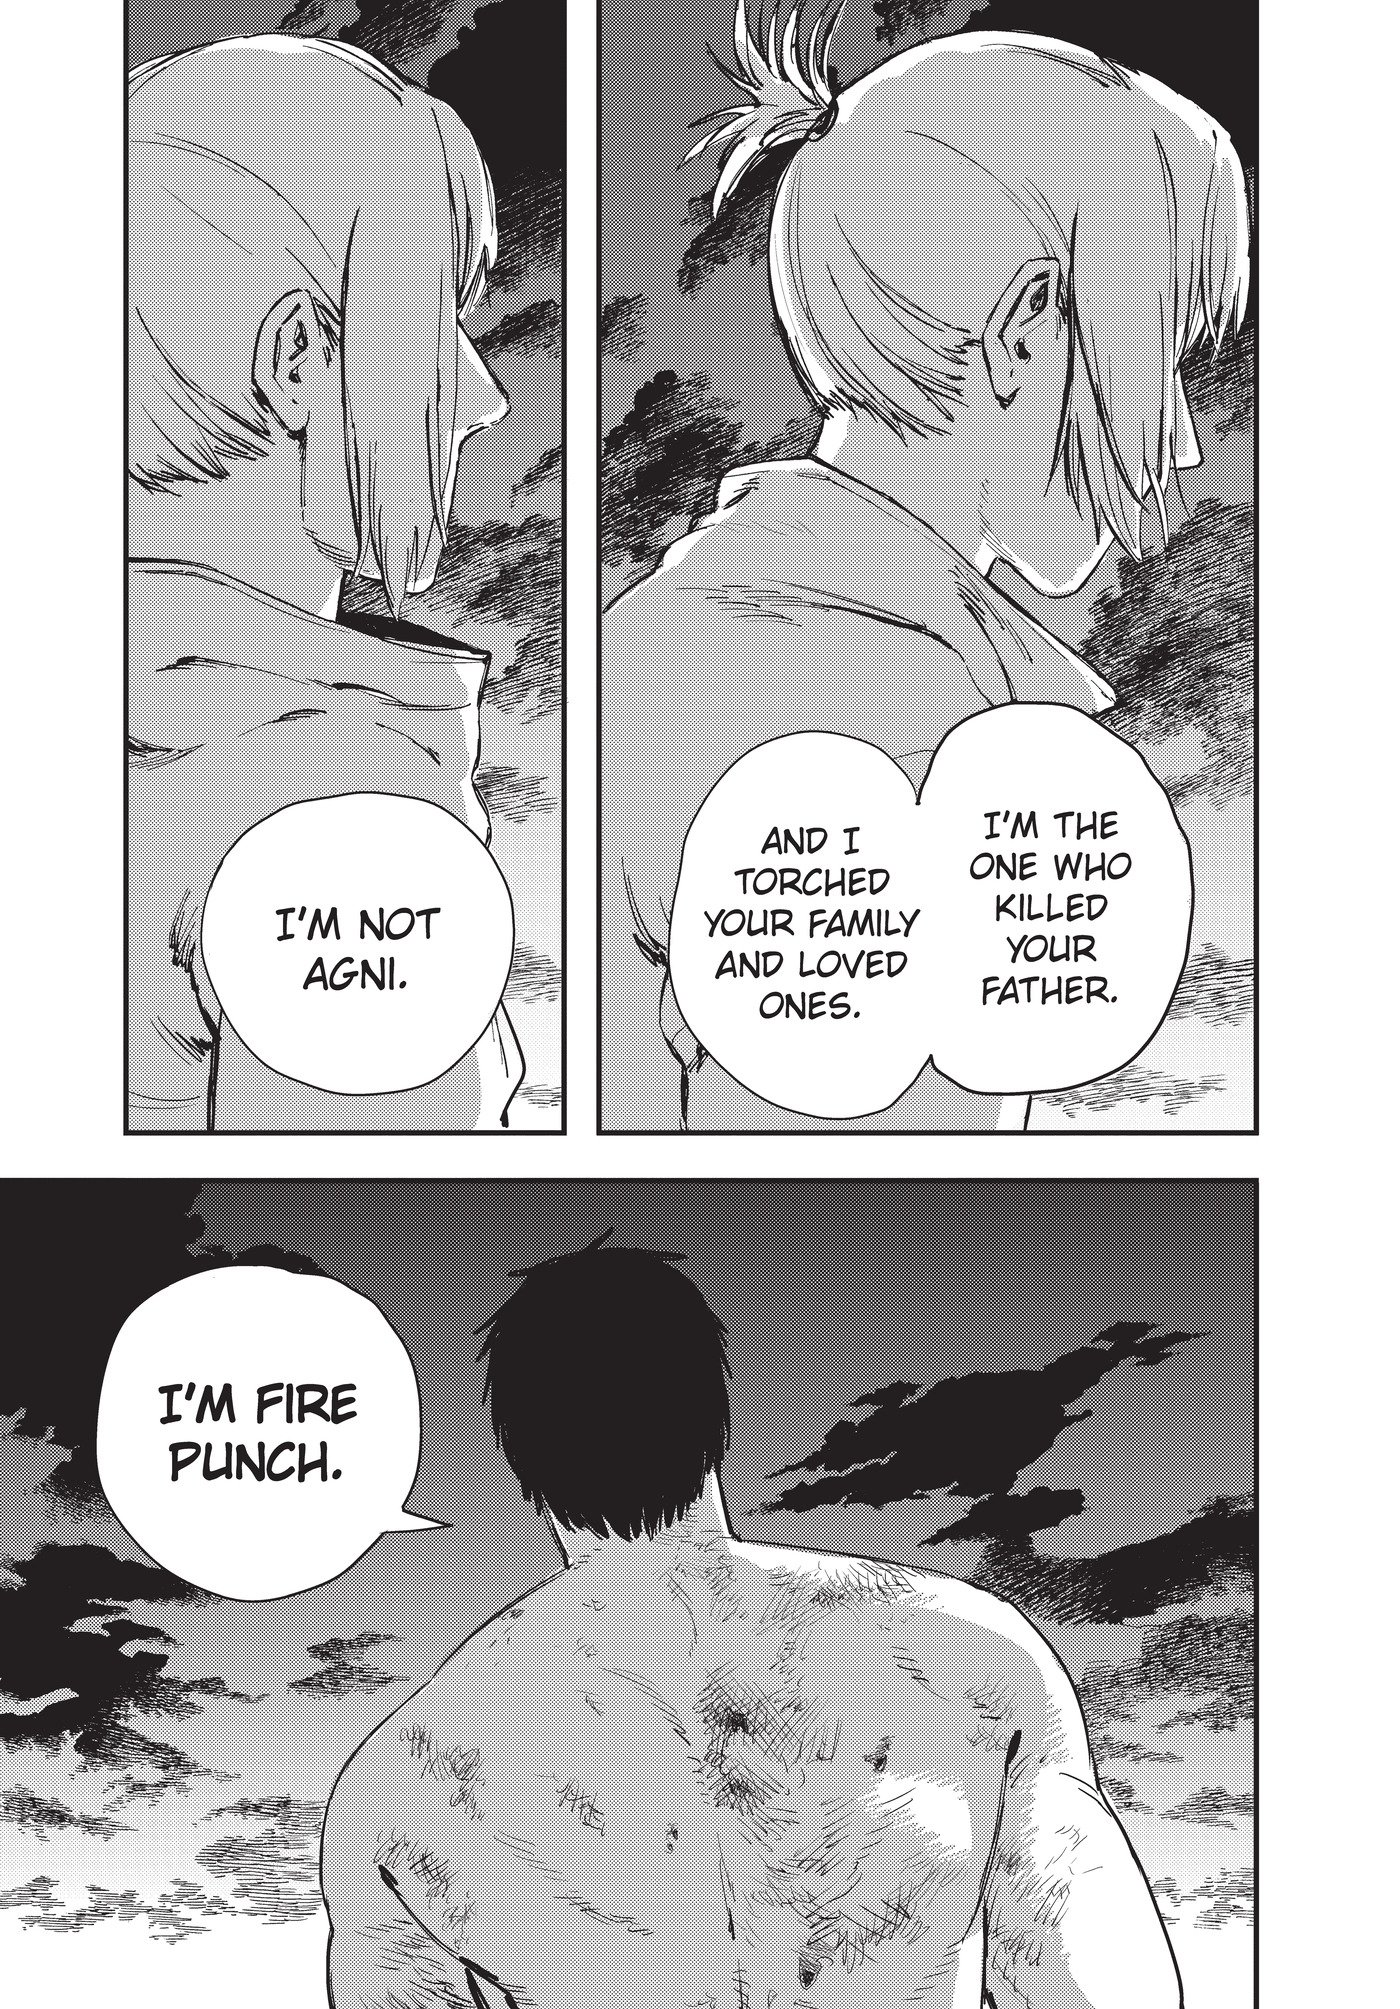 I'M THE
ONE WHO
KILLED
YOUR
FATHER.
AND I
TORCHED
YOUR FAMILY
AND LOVED
ONES.
I'M NOT
AGNI.
I'M FIRE
PUNCH.